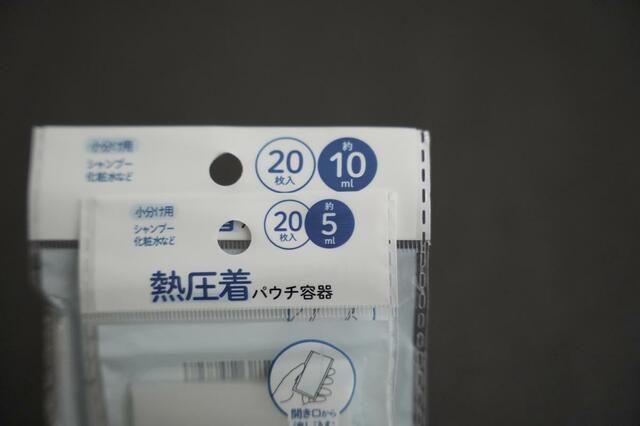 小分け用
シャンプー
化粧水など
20
枚入
約
10
ml
小分け用
シャンプー
化粧水など
20
枚入
約
5
ml
熱圧着パウチ容器
開き口から